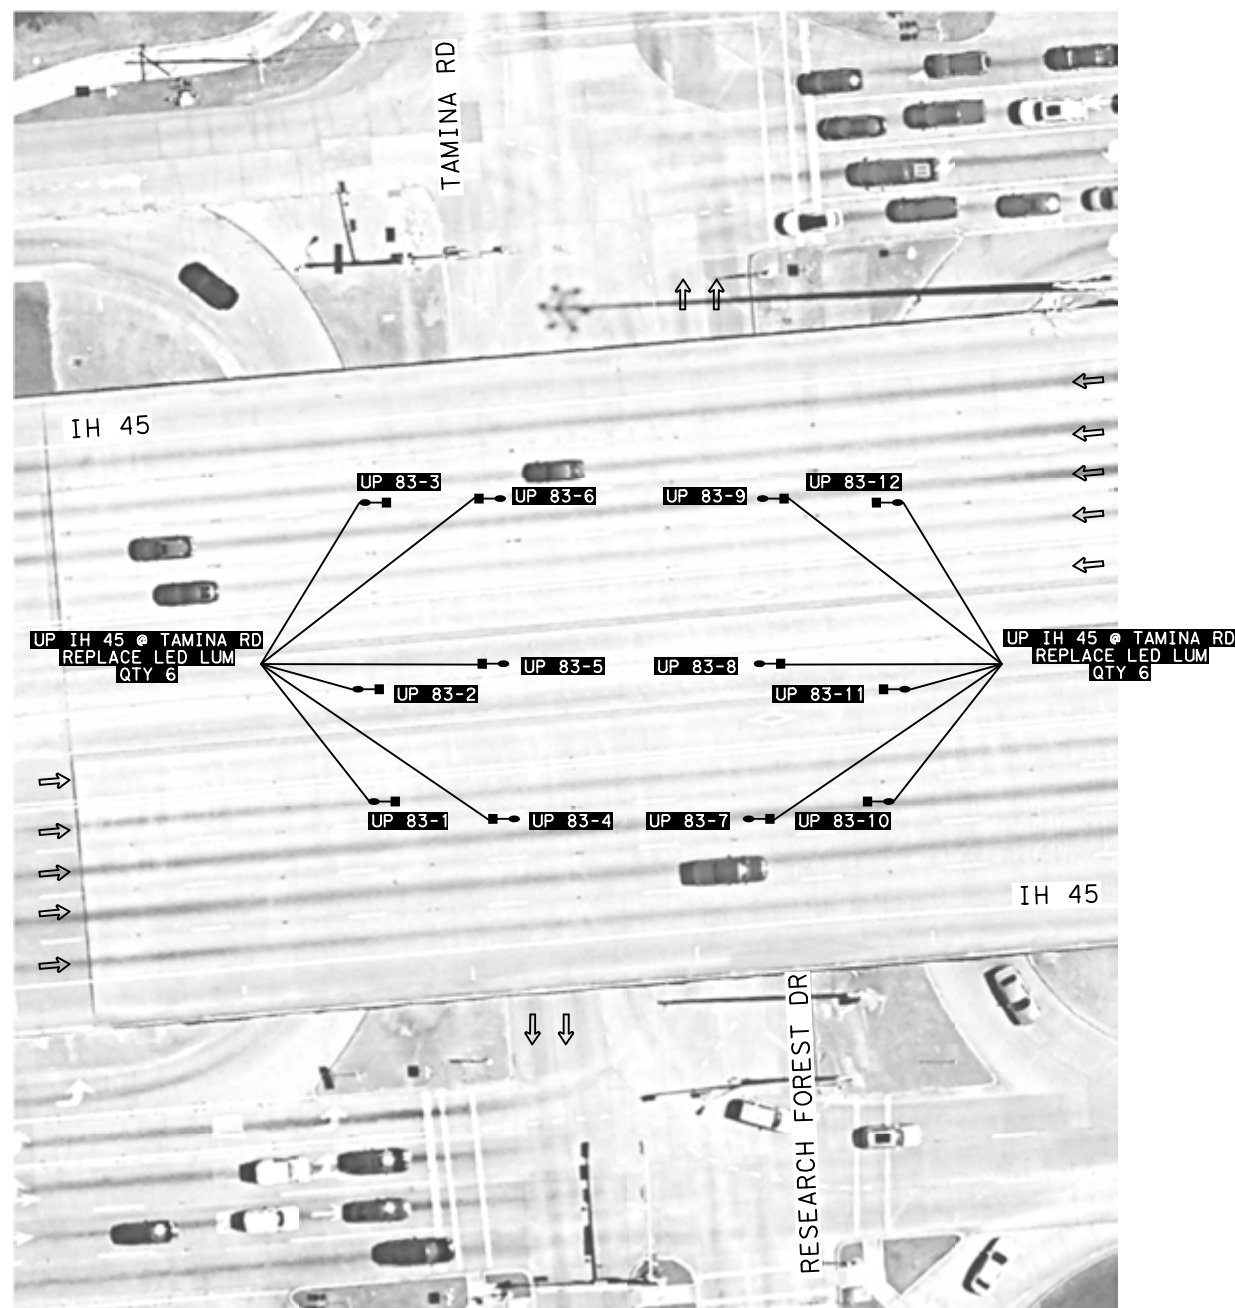 TAMINA RD
IH 45
UP 83-3
UP 83-6
UP 83-9
UP 83-12
UP IH 45 @ TAMINA RD
REPLACE LED LUM
QTY 6
UP IH 45 @ TAMINA RD
REPLACE LED LUM
QTY 6
UP 83-5
UP 83-8
UP 83-2
UP 83-11
UP 83-1
UP 83-4
UP 83-7
UP 83-10
IH 45
RESEARCH FOREST DR